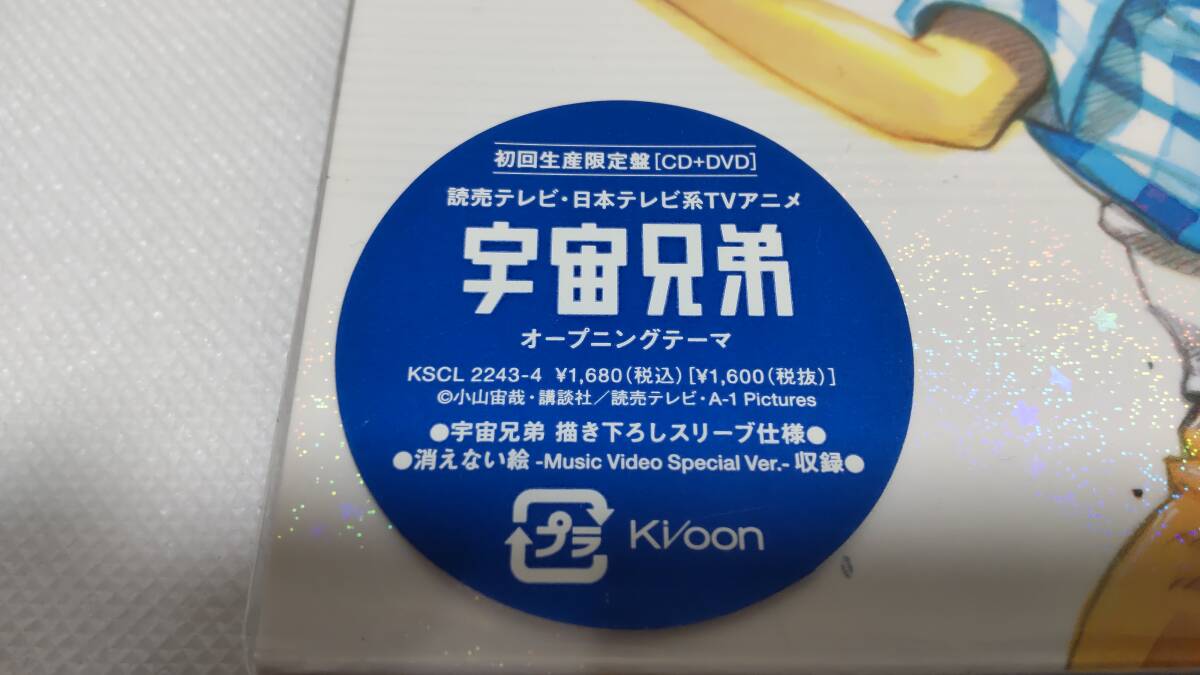 初回生産限定盤[CD+DVD]
読売テレビ・日本テレビ系TVアニメ
宇宙兄弟
オープニングテーマ
KSCL 2243-4 ¥1,680(税込)[¥1,600(税抜)]
©小山宙哉・講談社／読売テレビ・A-1 Pictures
●宇宙兄弟 描き下ろしスリーブ仕様●
●消えない絵 -Music Video Special Ver.- 収録●
プラ Ki/oon